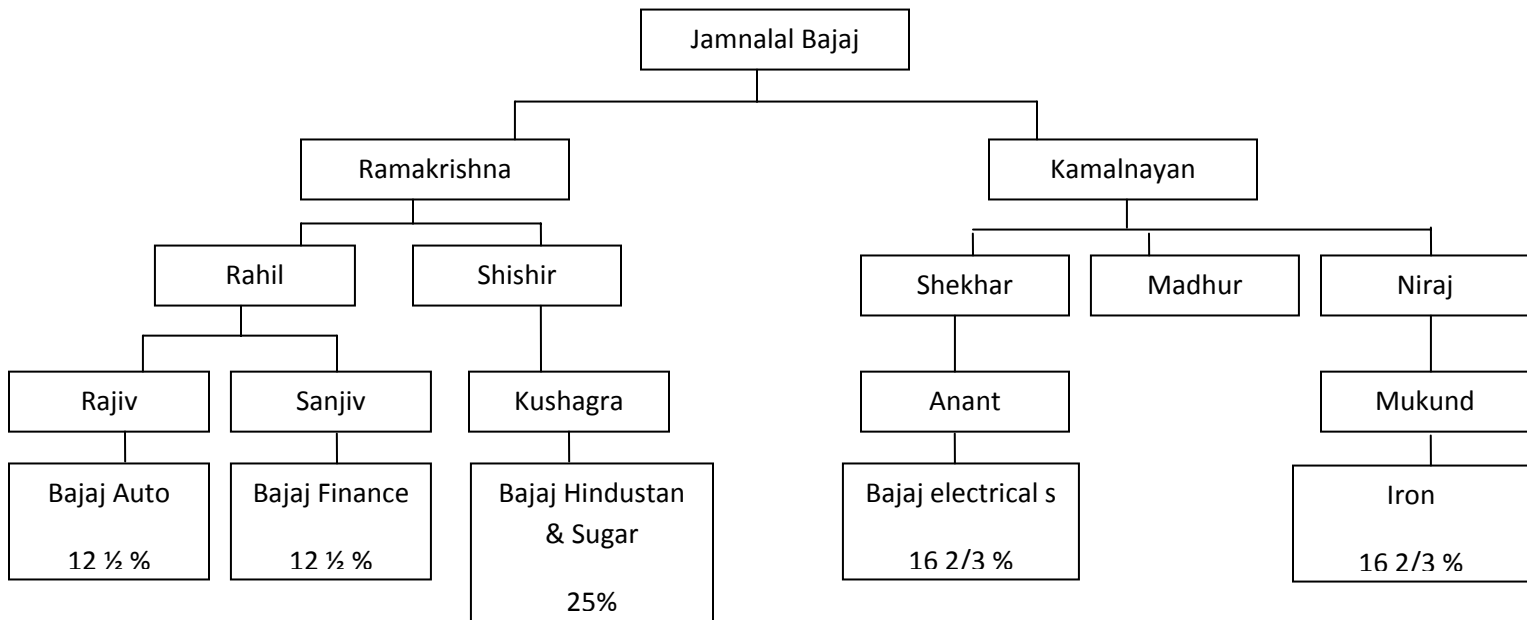 Jamnalal Bajaj
Ramakrishna
Kamalnayan
Rahil
Shishir
Shekhar
Madhur
Niraj
Rajiv
Sanjiv
Kushagra
Anant
Mukund
Bajaj Auto
12 ½ %
Bajaj Finance
12 ½ %
Bajaj Hindustan
& Sugar
25%
Bajaj electrical s
16 2/3 %
Iron
16 2/3 %